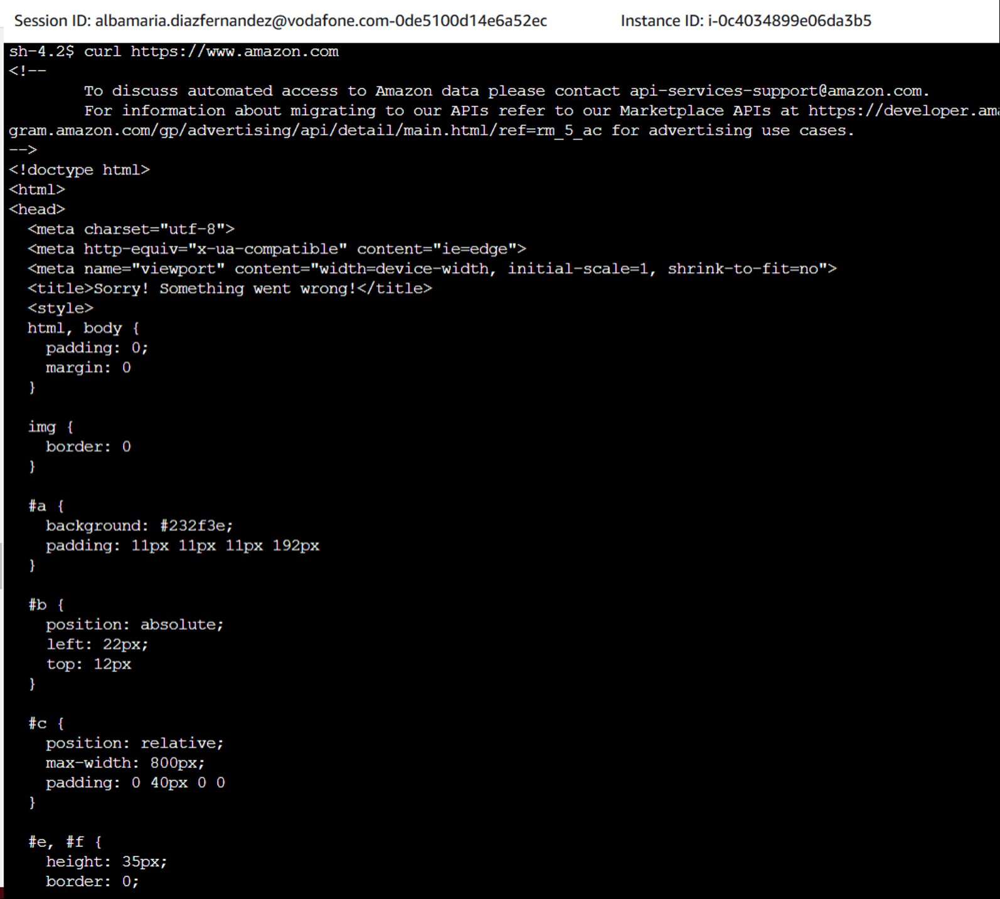 Session ID: albamaria.diazfernandez@vodafone.com-0de5100d14e6a52ec Instance ID: i-0c4034899e06da3b5
sh-4.2$ curl https://www.amazon.com
<!--
        To discuss automated access to Amazon data please contact api-services-support@amazon.com.
        For information about migrating to our APIs refer to our Marketplace APIs at https://developer.ama
gram.amazon.com/gp/advertising/api/detail/main.html/ref=rm_5_ac for advertising use cases.
-->
<!doctype html>
<html>
<head>
  <meta charset="utf-8">
  <meta http-equiv="x-ua-compatible" content="ie=edge">
  <meta name="viewport" content="width=device-width, initial-scale=1, shrink-to-fit=no">
  <title>Sorry! Something went wrong!</title>
  <style>
  html, body {
    padding: 0;
    margin: 0
  }

  img {
    border: 0
  }

  #a {
    background: #232f3e;
    padding: 11px 11px 11px 192px
  }

  #b {
    position: absolute;
    left: 22px;
    top: 12px
  }

  #c {
    position: relative;
    max-width: 800px;
    padding: 0 40px 0 0
  }

  #e, #f {
    height: 35px;
    border: 0;